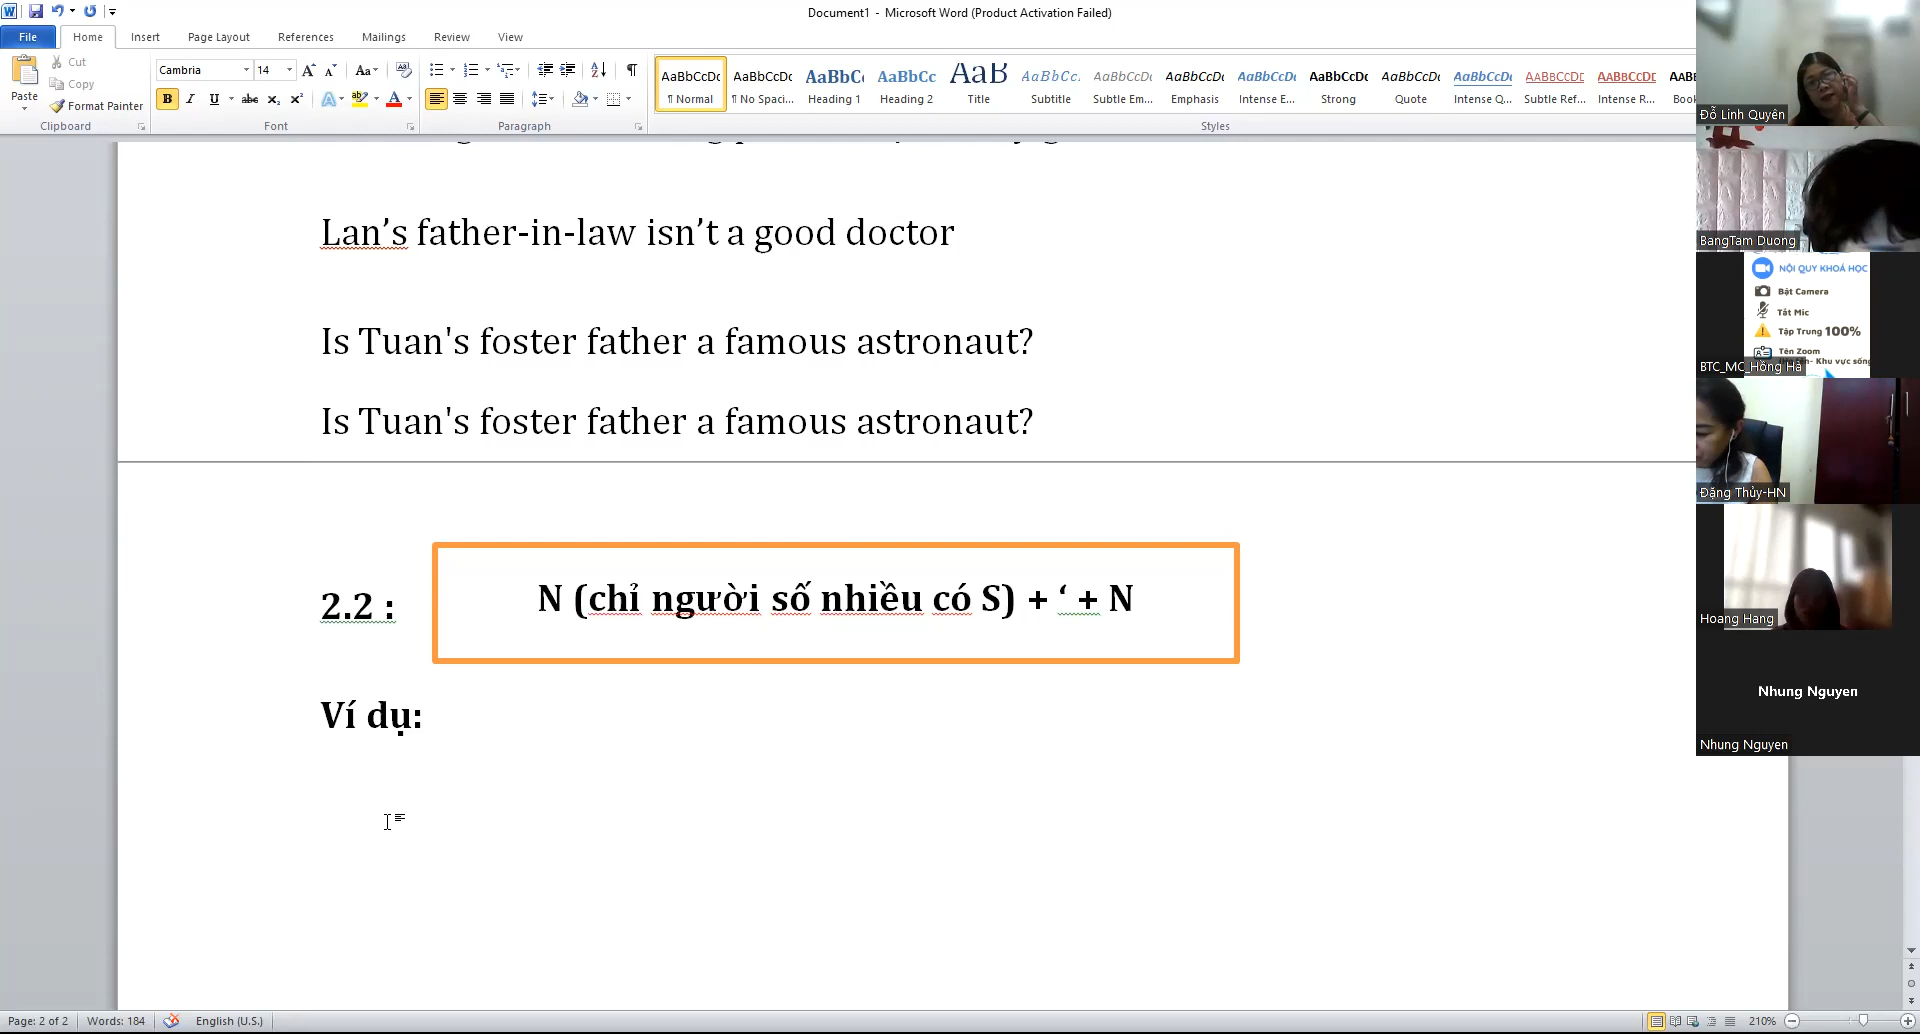 Document1 - Microsoft Word (Product Activation Failed)
File Home Insert Page Layout References Mailings Review View
Paste
Cut
Copy
Format Painter
Clipboard
Cambria 14
Font
Paragraph
AaBbCcDc AaBbCcDc AaBbC AaBbCc AaB AaBbCc. AaBbCcDc AaBbCcDc AaBbCcDc AaBbCcDc AaBbCcDc AaBbCcDc AaBbCcDc AaBbCcDc AaB
¶ Normal ¶ No Spaci... Heading 1 Heading 2 Title Subtitle Subtle Em... Emphasis Intense E... Strong Quote Intense Q... Subtle Ref... Intense R... Book
Styles
Lan’s father-in-law isn’t a good doctor
Is Tuan's foster father a famous astronaut?
Is Tuan's foster father a famous astronaut?
2.2 :
N (chỉ người số nhiều có S) + ‘ + N
Ví dụ:
Đỗ Linh Quyên
BangTam Duong
NỘI QUY KHOÁ HỌC
Bật Camera
Tắt Mic
Tập Trung 100%
Tên Zoom
Khu vực sống
BTC_MC_Hồng Hà
Đặng Thủy-HN
Hoang Hang
Nhung Nguyen
Nhung Nguyen
Page: 2 of 2 Words: 184 English (U.S.) 210%